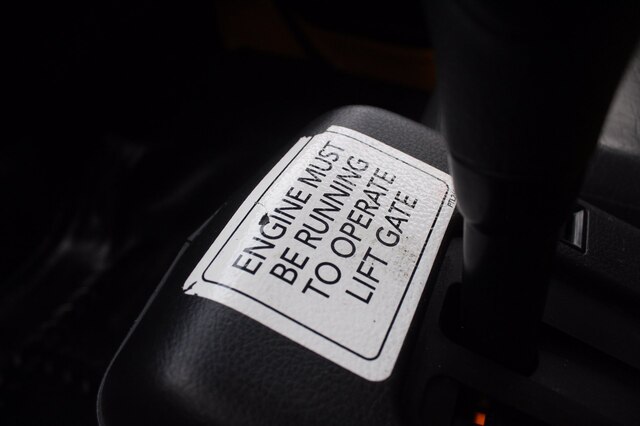 ENGINE MUST
BE RUNNING
TO OPERATE
LIFT GATE